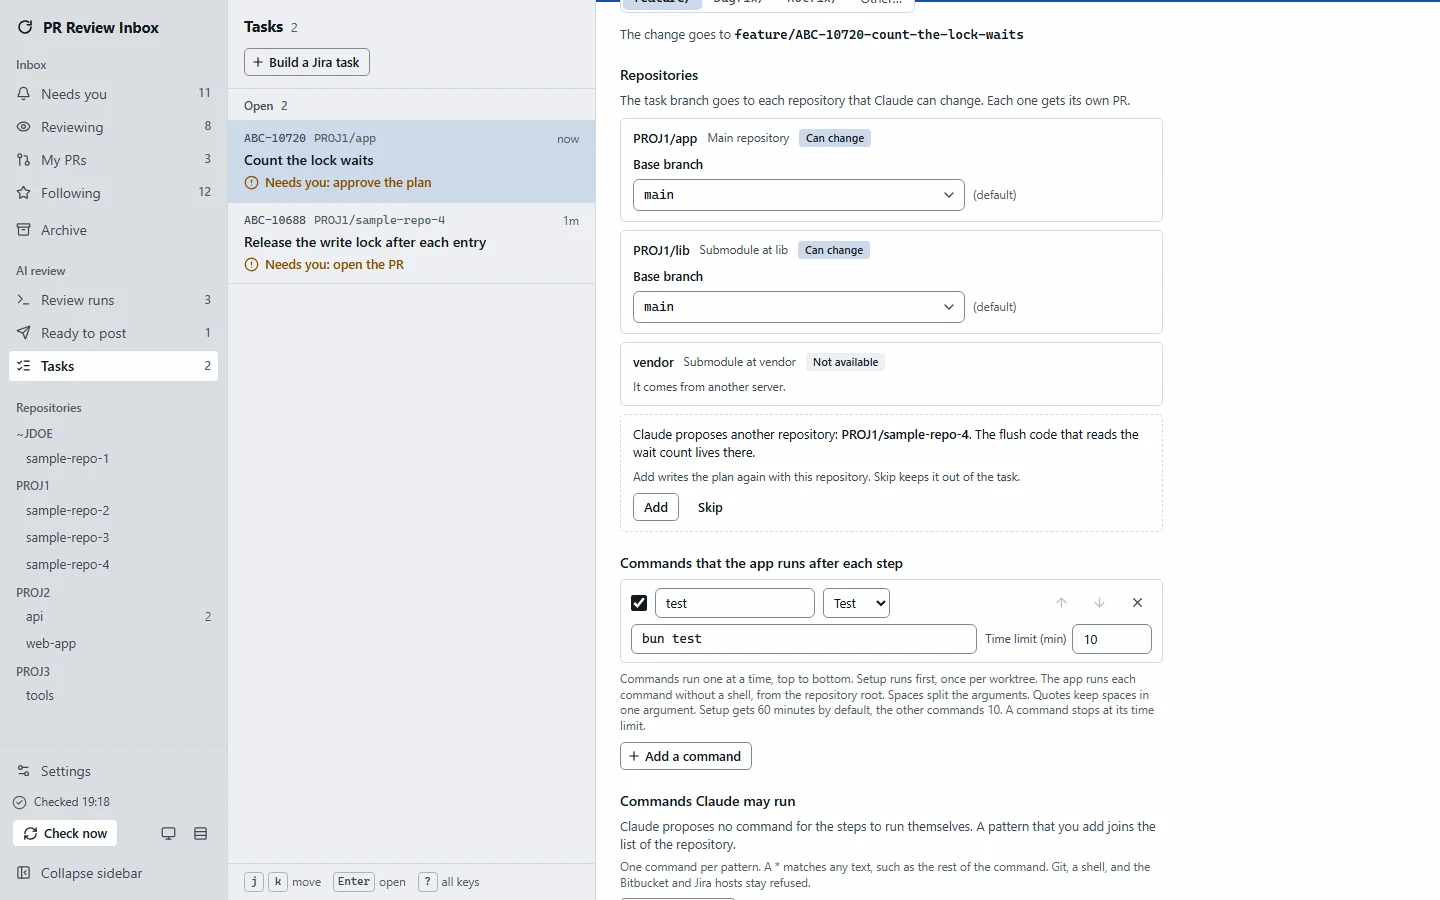 PR Review Inbox
Inbox
Needs you 11
Reviewing 8
My PRs 3
Following 12
Archive
AI review
Review runs 3
Ready to post 1
Tasks 2
Repositories
~JDOE
sample-repo-1
PROJ1
sample-repo-2
sample-repo-3
sample-repo-4
PROJ2
api 2
web-app
PROJ3
tools
Settings
Checked 19:18
Check now
Collapse sidebar
Tasks 2
+ Build a Jira task
Open 2
ABC-10720 PROJ1/app now
Count the lock waits
Needs you: approve the plan
ABC-10688 PROJ1/sample-repo-4 1m
Release the write lock after each entry
Needs you: open the PR
j k move Enter open ? all keys
The change goes to feature/ABC-10720-count-the-lock-waits
Repositories
The task branch goes to each repository that Claude can change. Each one gets its own PR.
PROJ1/app Main repository Can change
Base branch
main (default)
PROJ1/lib Submodule at lib Can change
Base branch
main (default)
vendor Submodule at vendor Not available
It comes from another server.
Claude proposes another repository: PROJ1/sample-repo-4. The flush code that reads the
wait count lives there.
Add writes the plan again with this repository. Skip keeps it out of the task.
Add Skip
Commands that the app runs after each step
test Test
bun test Time limit (min) 10
Commands run one at a time, top to bottom. Setup runs first, once per worktree. The app runs each
command without a shell, from the repository root. Spaces split the arguments. Quotes keep spaces in
one argument. Setup gets 60 minutes by default, the other commands 10. A command stops at its time
limit.
+ Add a command
Commands Claude may run
Claude proposes no command for the steps to run themselves. A pattern that you add joins the
list of the repository.
One command per pattern. A * matches any text, such as the rest of the command. Git, a shell, and the
Bitbucket and Jira hosts stay refused.